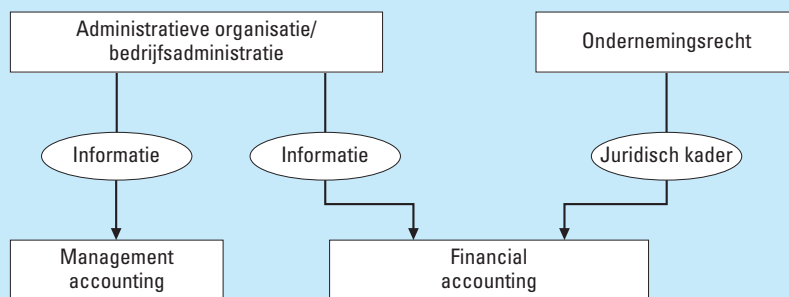 Administratieve organisatie/
bedrijfsadministratie
Ondernemingsrecht
Informatie
Informatie
Juridisch kader
Management
accounting
Financial
accounting